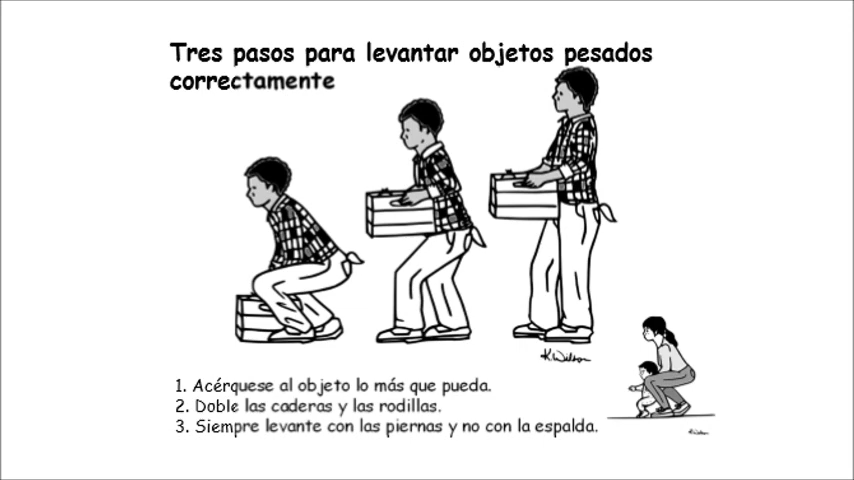 Tres pasos para levantar objetos pesados
correctamente
K.Wilson
1. Acérquese al objeto lo más que pueda.
2. Doble las caderas y las rodillas.
3. Siempre levante con las piernas y no con la espalda.